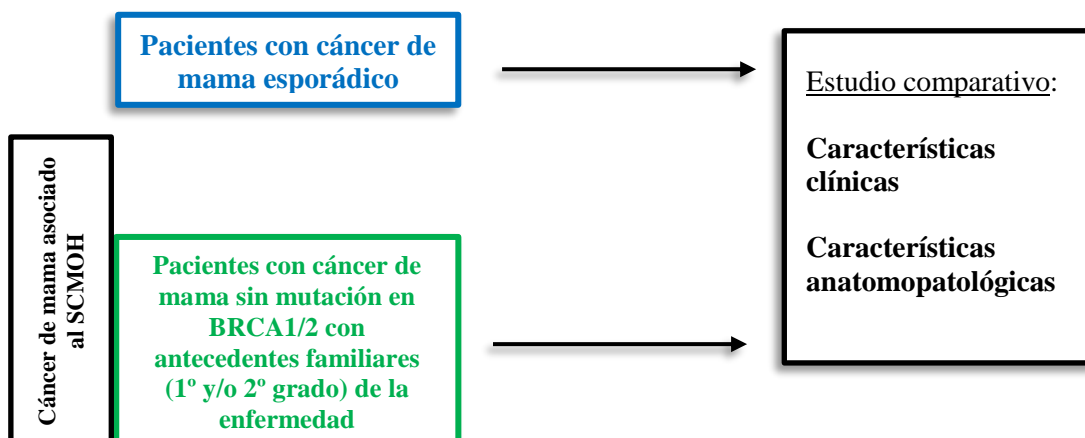 Pacientes con cáncer de
mama esporádico
Estudio comparativo:
Características
clínicas
Características
anatomopatológicas
Cáncer de mama asociado
al SCMOH
Pacientes con cáncer de
mama sin mutación en
BRCA1/2 con
antecedentes familiares
(1º y/o 2º grado) de la
enfermedad